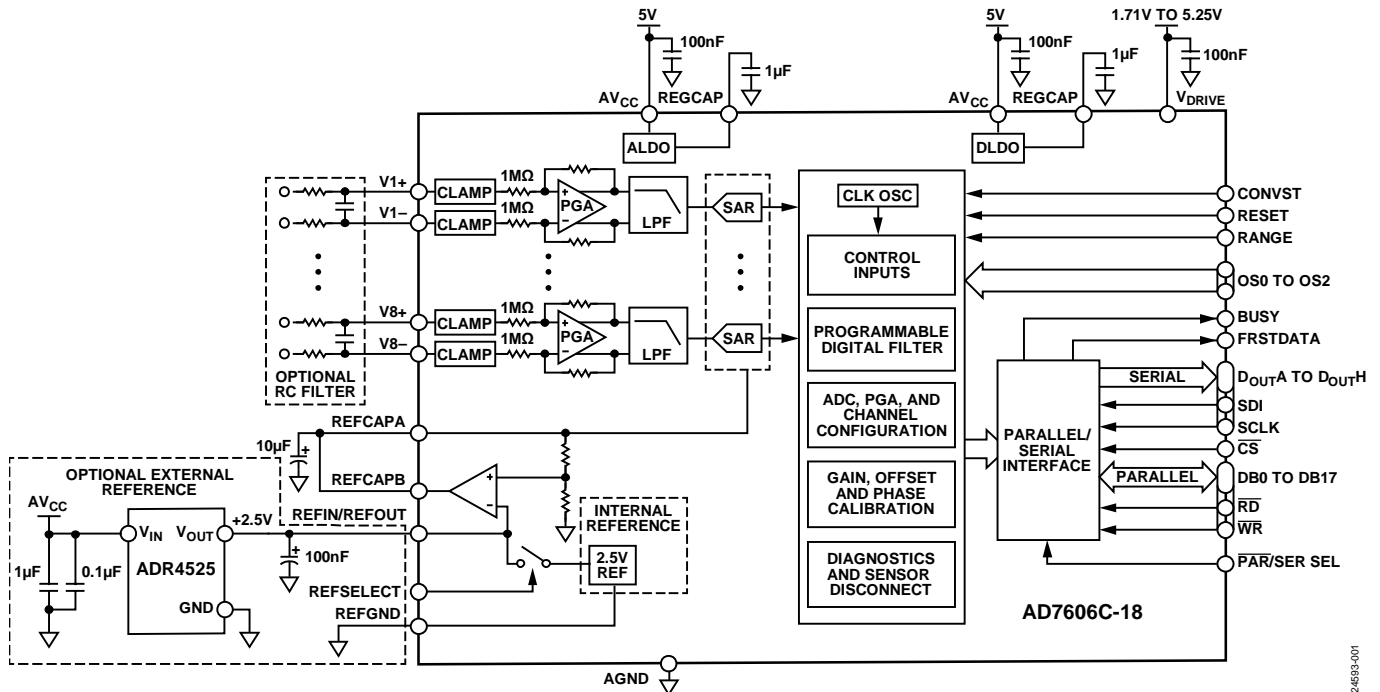 5V
100nF
1µF
AVCC
REGCAP
ALDO
5V
100nF
1µF
AVCC
REGCAP
DLDO
1.71V TO 5.25V
100nF
VDRIVE
V1+
CLAMP
1MΩ
PGA
LPF
SAR
V1–
CLAMP
1MΩ
V8+
CLAMP
1MΩ
PGA
LPF
SAR
V8–
CLAMP
1MΩ
OPTIONAL
RC FILTER
CLK OSC
CONTROL
INPUTS
PROGRAMMABLE
DIGITAL FILTER
ADC, PGA, AND
CHANNEL
CONFIGURATION
GAIN, OFFSET
AND PHASE
CALIBRATION
DIAGNOSTICS
AND SENSOR
DISCONNECT
PARALLEL/
SERIAL
INTERFACE
SERIAL
PARALLEL
CONVST
RESET
RANGE
OS0 TO OS2
BUSY
FRSTDATA
DOUTA TO DOUTH
SDI
SCLK
CS
DB0 TO DB17
RD
WR
PAR/SER SEL
REFCAPA
10µF
+
REFCAPB
+
–
OPTIONAL EXTERNAL
REFERENCE
REFIN/REFOUT
AVCC
VIN
VOUT
+2.5V
ADR4525
GND
1µF
0.1µF
+
100nF
REFSELECT
REFGND
INTERNAL
REFERENCE
2.5V
REF
AGND
AD7606C-18
24593-001